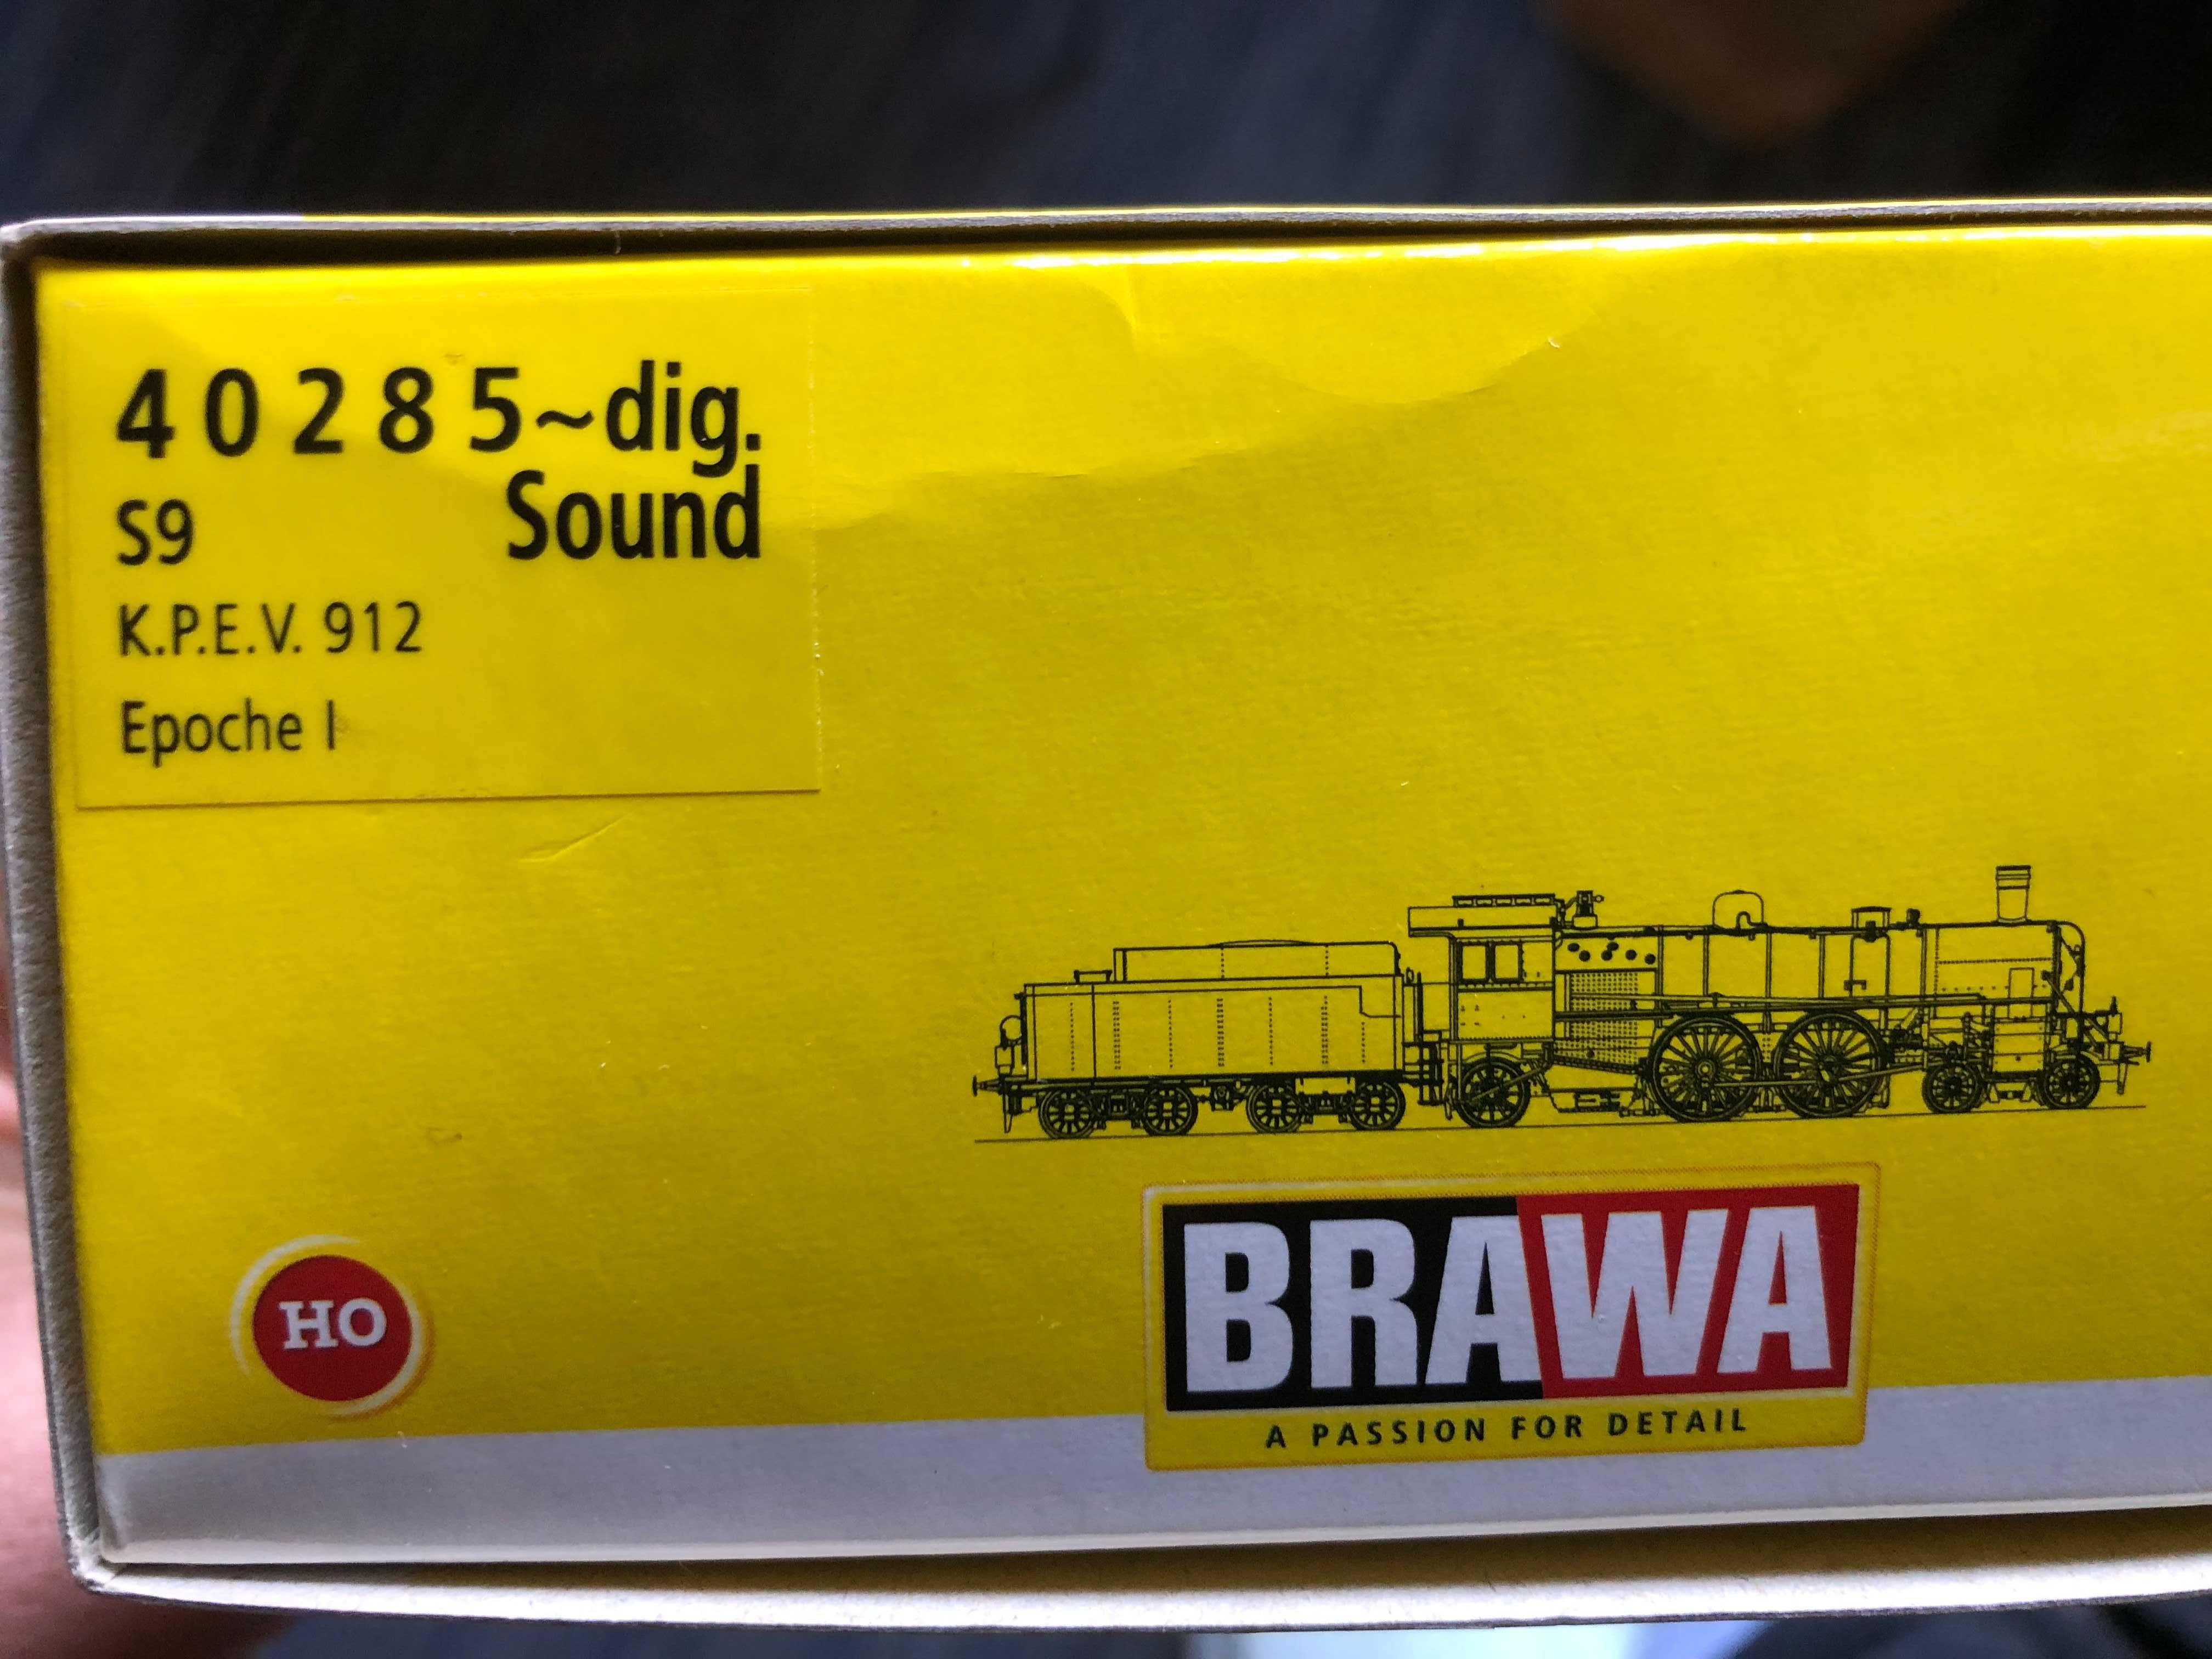 40285~dig.
S9 Sound
K.P.E.V. 912
Epoche I
HO
BRAWA
A PASSION FOR DETAIL